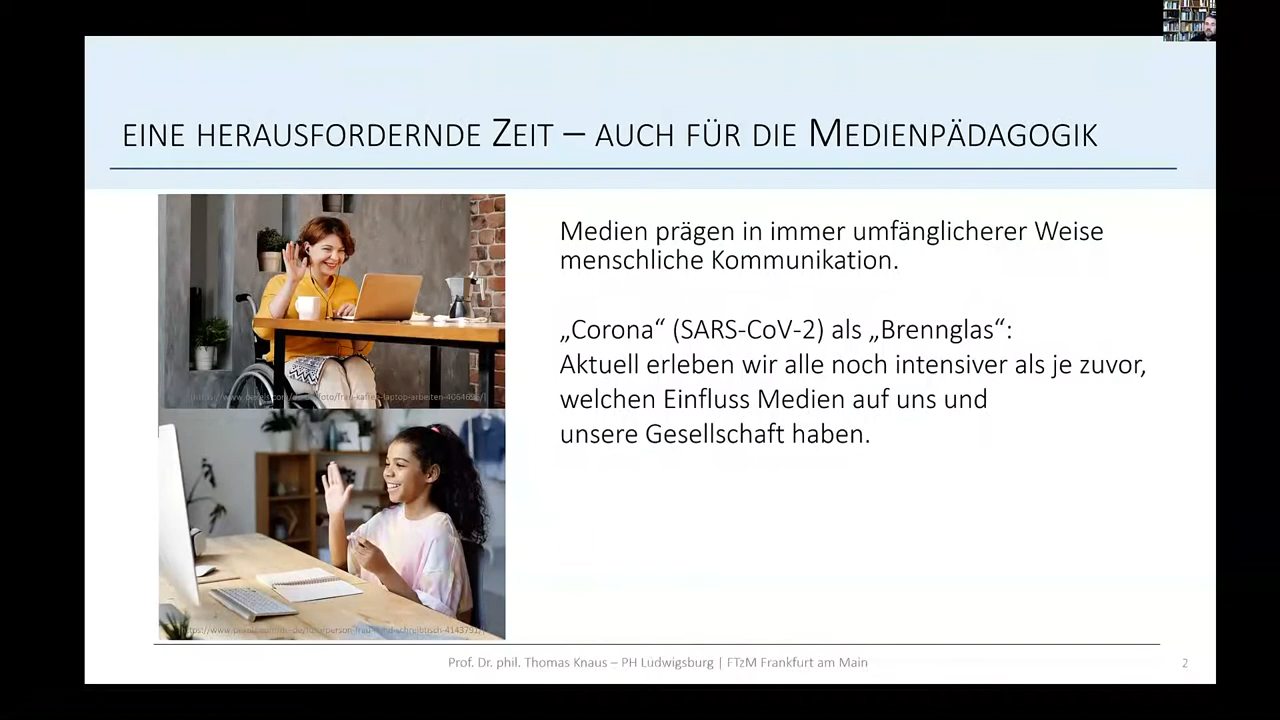 EINE HERAUSFORDERNDE ZEIT – AUCH FÜR DIE MEDIENPÄDAGOGIK
Medien prägen in immer umfänglicherer Weise
menschliche Kommunikation.
„Corona“ (SARS-CoV-2) als „Brennglas“:
Aktuell erleben wir alle noch intensiver als je zuvor,
welchen Einfluss Medien auf uns und
unsere Gesellschaft haben.
Prof. Dr. phil. Thomas Knaus – PH Ludwigsburg | FTzM Frankfurt am Main
2